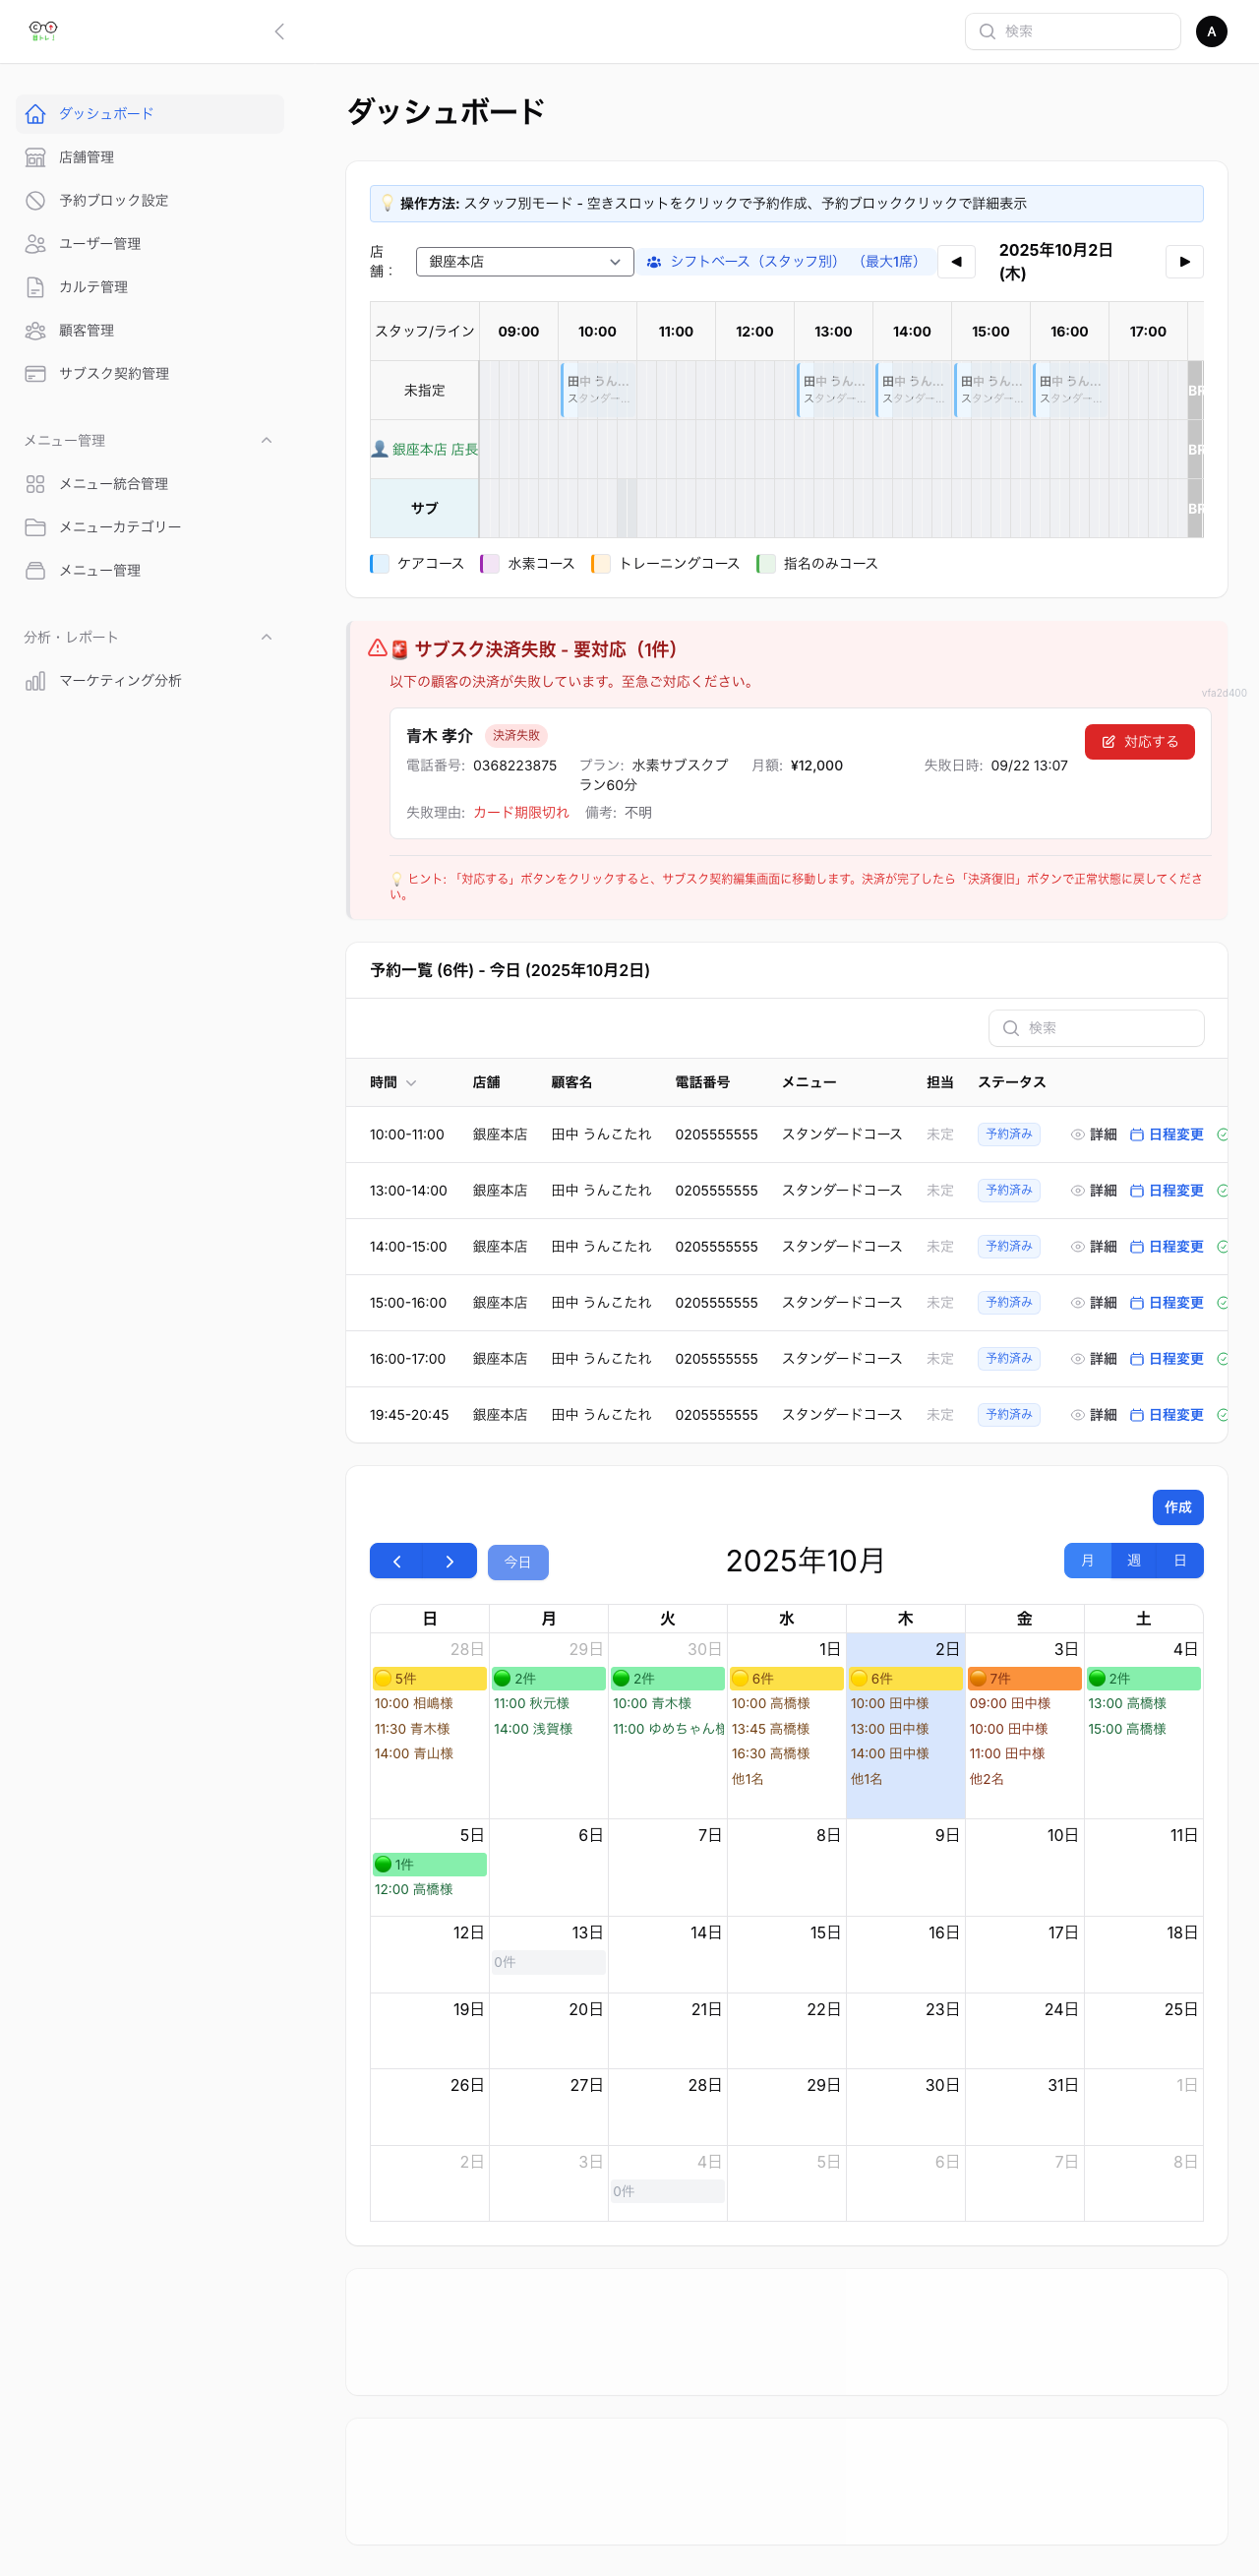 目トレ
検索
A
ダッシュボード
店舗管理
予約ブロック設定
ユーザー管理
カルテ管理
顧客管理
サブスク契約管理
メニュー管理
メニュー統合管理
メニューカテゴリー
メニュー管理
分析・レポート
マーケティング分析
ダッシュボード
💡 操作方法: スタッフ別モード - 空きスロットをクリックで予約作成、予約ブロッククリックで詳細表示
店
舗：
銀座本店
シフトベース（スタッフ別） （最大1席）
◀
2025年10月2日
(木)
▶
スタッフ/ライン 09:00 10:00 11:00 12:00 13:00 14:00 15:00 16:00 17:00
未指定
田中 うん… 田中 うん… 田中 うん… 田中 うん… 田中 うん…
スタンダー… スタンダー… スタンダー… スタンダー… スタンダー…
BR
👤 銀座本店 店長 BR
サブ BR
ケアコース 水素コース トレーニングコース 指名のみコース
🚨 サブスク決済失敗 - 要対応（1件）
以下の顧客の決済が失敗しています。至急ご対応ください。
vfa2d400
青木 孝介 決済失敗
対応する
電話番号: 0368223875 プラン: 水素サブスクプ 月額: ¥12,000 失敗日時: 09/22 13:07
ラン60分
失敗理由: カード期限切れ 備考: 不明
💡 ヒント: 「対応する」ボタンをクリックすると、サブスク契約編集画面に移動します。決済が完了したら「決済復旧」ボタンで正常状態に戻してくださ
い。
予約一覧 (6件) - 今日 (2025年10月2日)
検索
時間 店舗 顧客名 電話番号 メニュー 担当 ステータス
10:00-11:00 銀座本店 田中 うんこたれ 0205555555 スタンダードコース 未定 予約済み 詳細 日程変更
13:00-14:00 銀座本店 田中 うんこたれ 0205555555 スタンダードコース 未定 予約済み 詳細 日程変更
14:00-15:00 銀座本店 田中 うんこたれ 0205555555 スタンダードコース 未定 予約済み 詳細 日程変更
15:00-16:00 銀座本店 田中 うんこたれ 0205555555 スタンダードコース 未定 予約済み 詳細 日程変更
16:00-17:00 銀座本店 田中 うんこたれ 0205555555 スタンダードコース 未定 予約済み 詳細 日程変更
19:45-20:45 銀座本店 田中 うんこたれ 0205555555 スタンダードコース 未定 予約済み 詳細 日程変更
作成
今日
2025年10月
月 週 日
日 月 火 水 木 金 土
28日 29日 30日 1日 2日 3日 4日
🟡 5件 🟢 2件 🟢 2件 🟡 6件 🟡 6件 🟠 7件 🟢 2件
10:00 相嶋様 11:00 秋元様 10:00 青木様 10:00 高橋様 10:00 田中様 09:00 田中様 13:00 高橋様
11:30 青木様 14:00 浅賀様 11:00 ゆめちゃん様 13:45 高橋様 13:00 田中様 10:00 田中様 15:00 高橋様
14:00 青山様 16:30 高橋様 14:00 田中様 11:00 田中様
他1名 他1名 他2名
5日 6日 7日 8日 9日 10日 11日
🟢 1件
12:00 高橋様
12日 13日 14日 15日 16日 17日 18日
0件
19日 20日 21日 22日 23日 24日 25日
26日 27日 28日 29日 30日 31日 1日
2日 3日 4日 5日 6日 7日 8日
0件